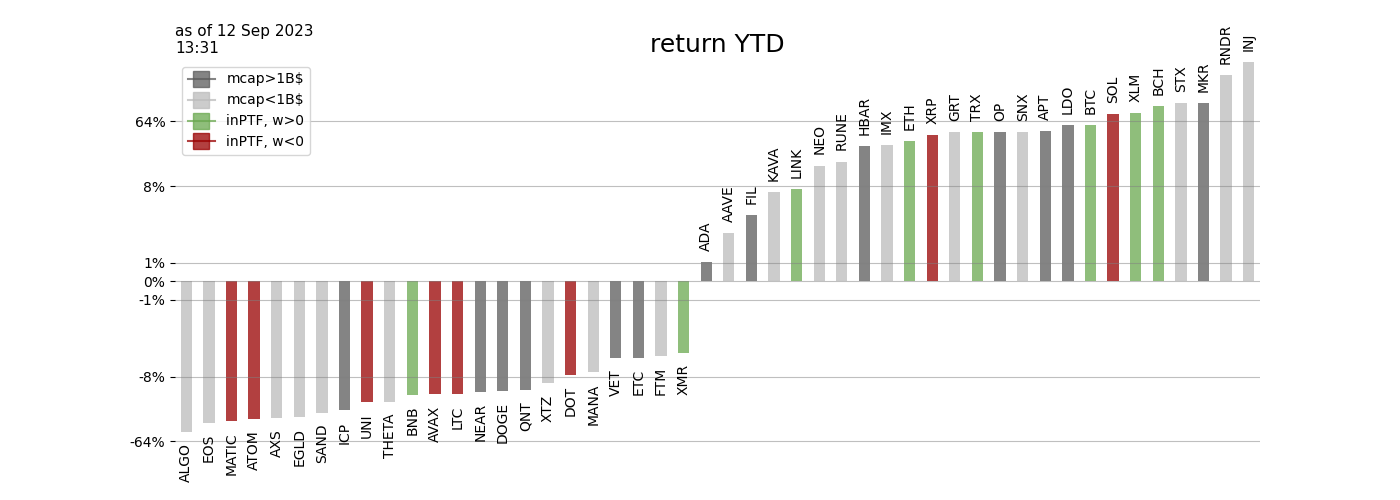 as of 12 Sep 2023
13:31
return YTD
mcap>1B$
mcap<1B$
inPTF, w>0
inPTF, w<0
64%
8%
1%
0%
-1%
-8%
-64%
ALGO
EOS
MATIC
ATOM
AXS
EGLD
SAND
ICP
UNI
THETA
BNB
AVAX
LTC
NEAR
DOGE
QNT
XTZ
DOT
MANA
VET
ETC
FTM
XMR
ADA
AAVE
FIL
KAVA
LINK
NEO
RUNE
HBAR
IMX
ETH
XRP
GRT
TRX
OP
SNX
APT
LDO
BTC
SOL
XLM
BCH
STX
MKR
RNDR
INJ